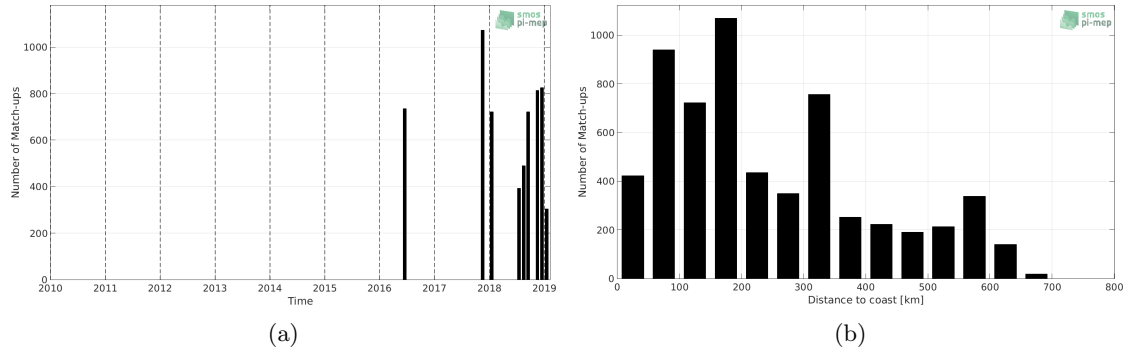 smos
pi-mep
Number of Match-ups
1000
800
600
400
200
0
2010 2011 2012 2013 2014 2015 2016 2017 2018 2019
Time
(a)
smos
pi-mep
Number of Match-ups
1000
800
600
400
200
0
0 100 200 300 400 500 600 700 800
Distance to coast [km]
(b)